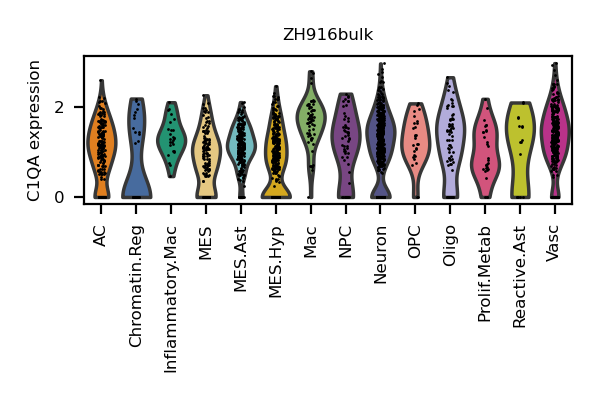 ZH916bulk
C1QA expression
2
0
AC
Chromatin.Reg
Inflammatory.Mac
MES
MES.Ast
MES.Hyp
Mac
NPC
Neuron
OPC
Oligo
Prolif.Metab
Reactive.Ast
Vasc